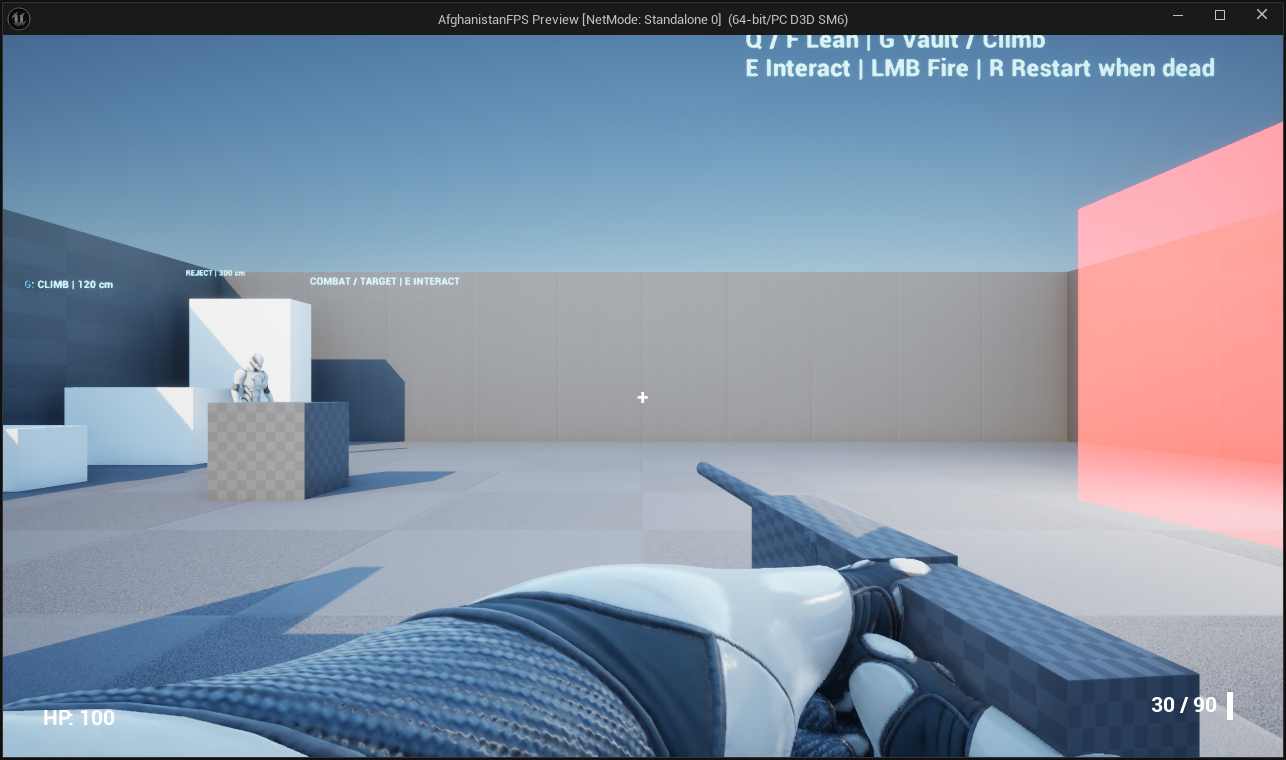 AfghanistanFPS Preview [NetMode: Standalone 0] (64-bit/PC D3D SM6)
Q / F Lean | G Vault / Climb
E Interact | LMB Fire | R Restart when dead
REJECT | 300 cm
G: CLIMB | 120 cm
COMBAT / TARGET | E INTERACT
HP: 100
30 / 90